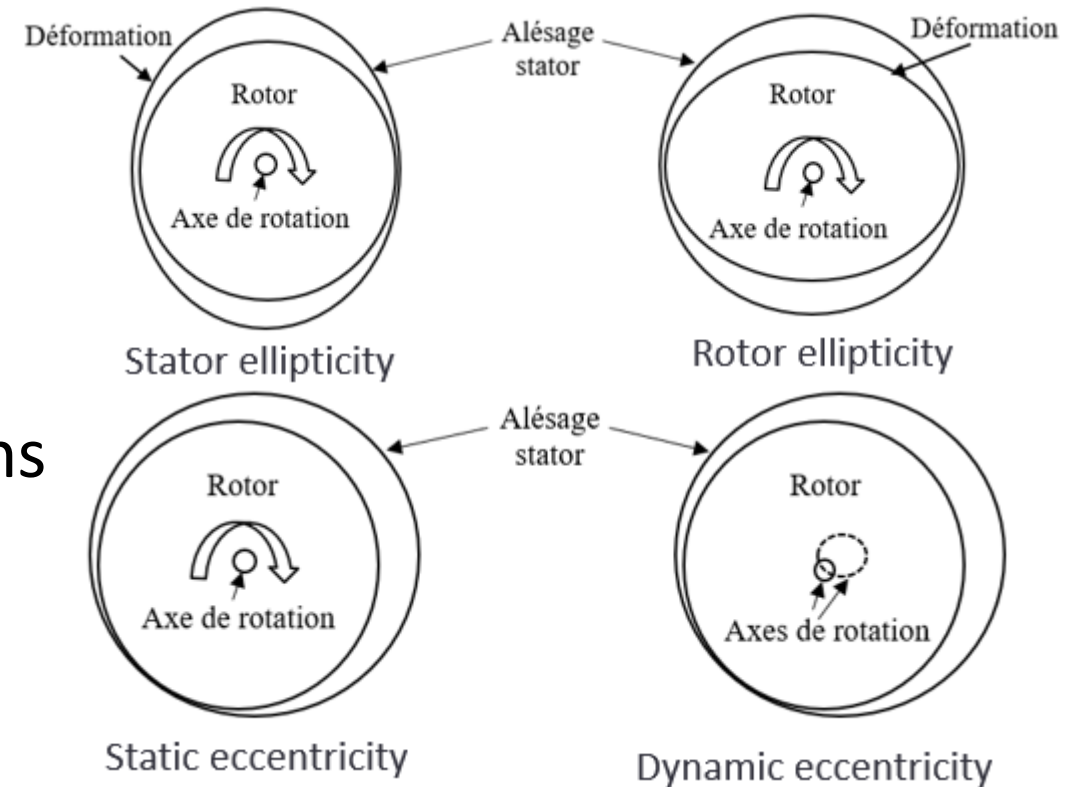 Déformation
Alésage
stator
Déformation
Rotor
Axe de rotation
Rotor
Axe de rotation
Stator ellipticity
Rotor ellipticity
Alésage
stator
ns
Rotor
Axe de rotation
Rotor
Axes de rotation
Static eccentricity
Dynamic eccentricity